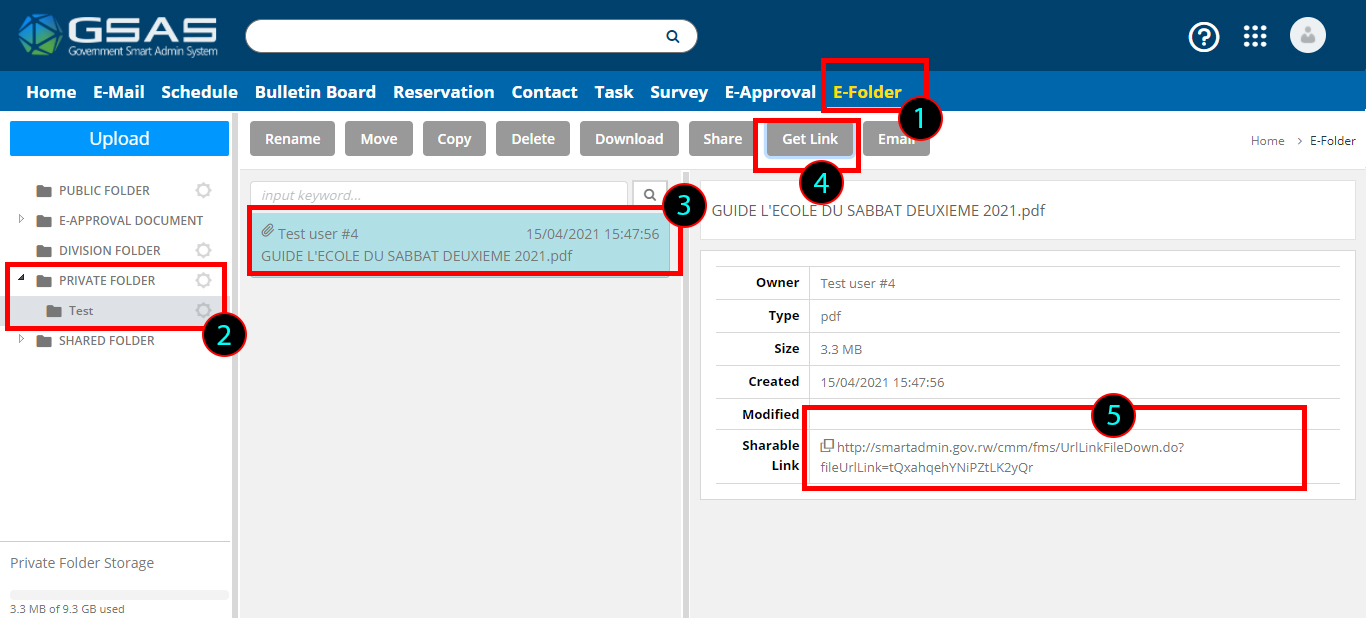 GSAS
Government Smart Admin System
Home E-Mail Schedule Bulletin Board Reservation Contact Task Survey E-Approval E-Folder
1
Upload
Rename Move Copy Delete Download Share Get Link Email
Home > E-Folder
4
PUBLIC FOLDER
E-APPROVAL DOCUMENT
DIVISION FOLDER
PRIVATE FOLDER
Test
2
SHARED FOLDER
Private Folder Storage
3.3 MB of 9.3 GB used
input keyword...
3
Test user #4 15/04/2021 15:47:56
GUIDE L'ECOLE DU SABBAT DEUXIEME 2021.pdf
GUIDE L'ECOLE DU SABBAT DEUXIEME 2021.pdf
Owner Test user #4
Type pdf
Size 3.3 MB
Created 15/04/2021 15:47:56
Modified
5
Sharable Link
http://smartadmin.gov.rw/cmm/fms/UrlLinkFileDown.do?
fileUrlLink=tQxahqehYNiPZtLK2yQr